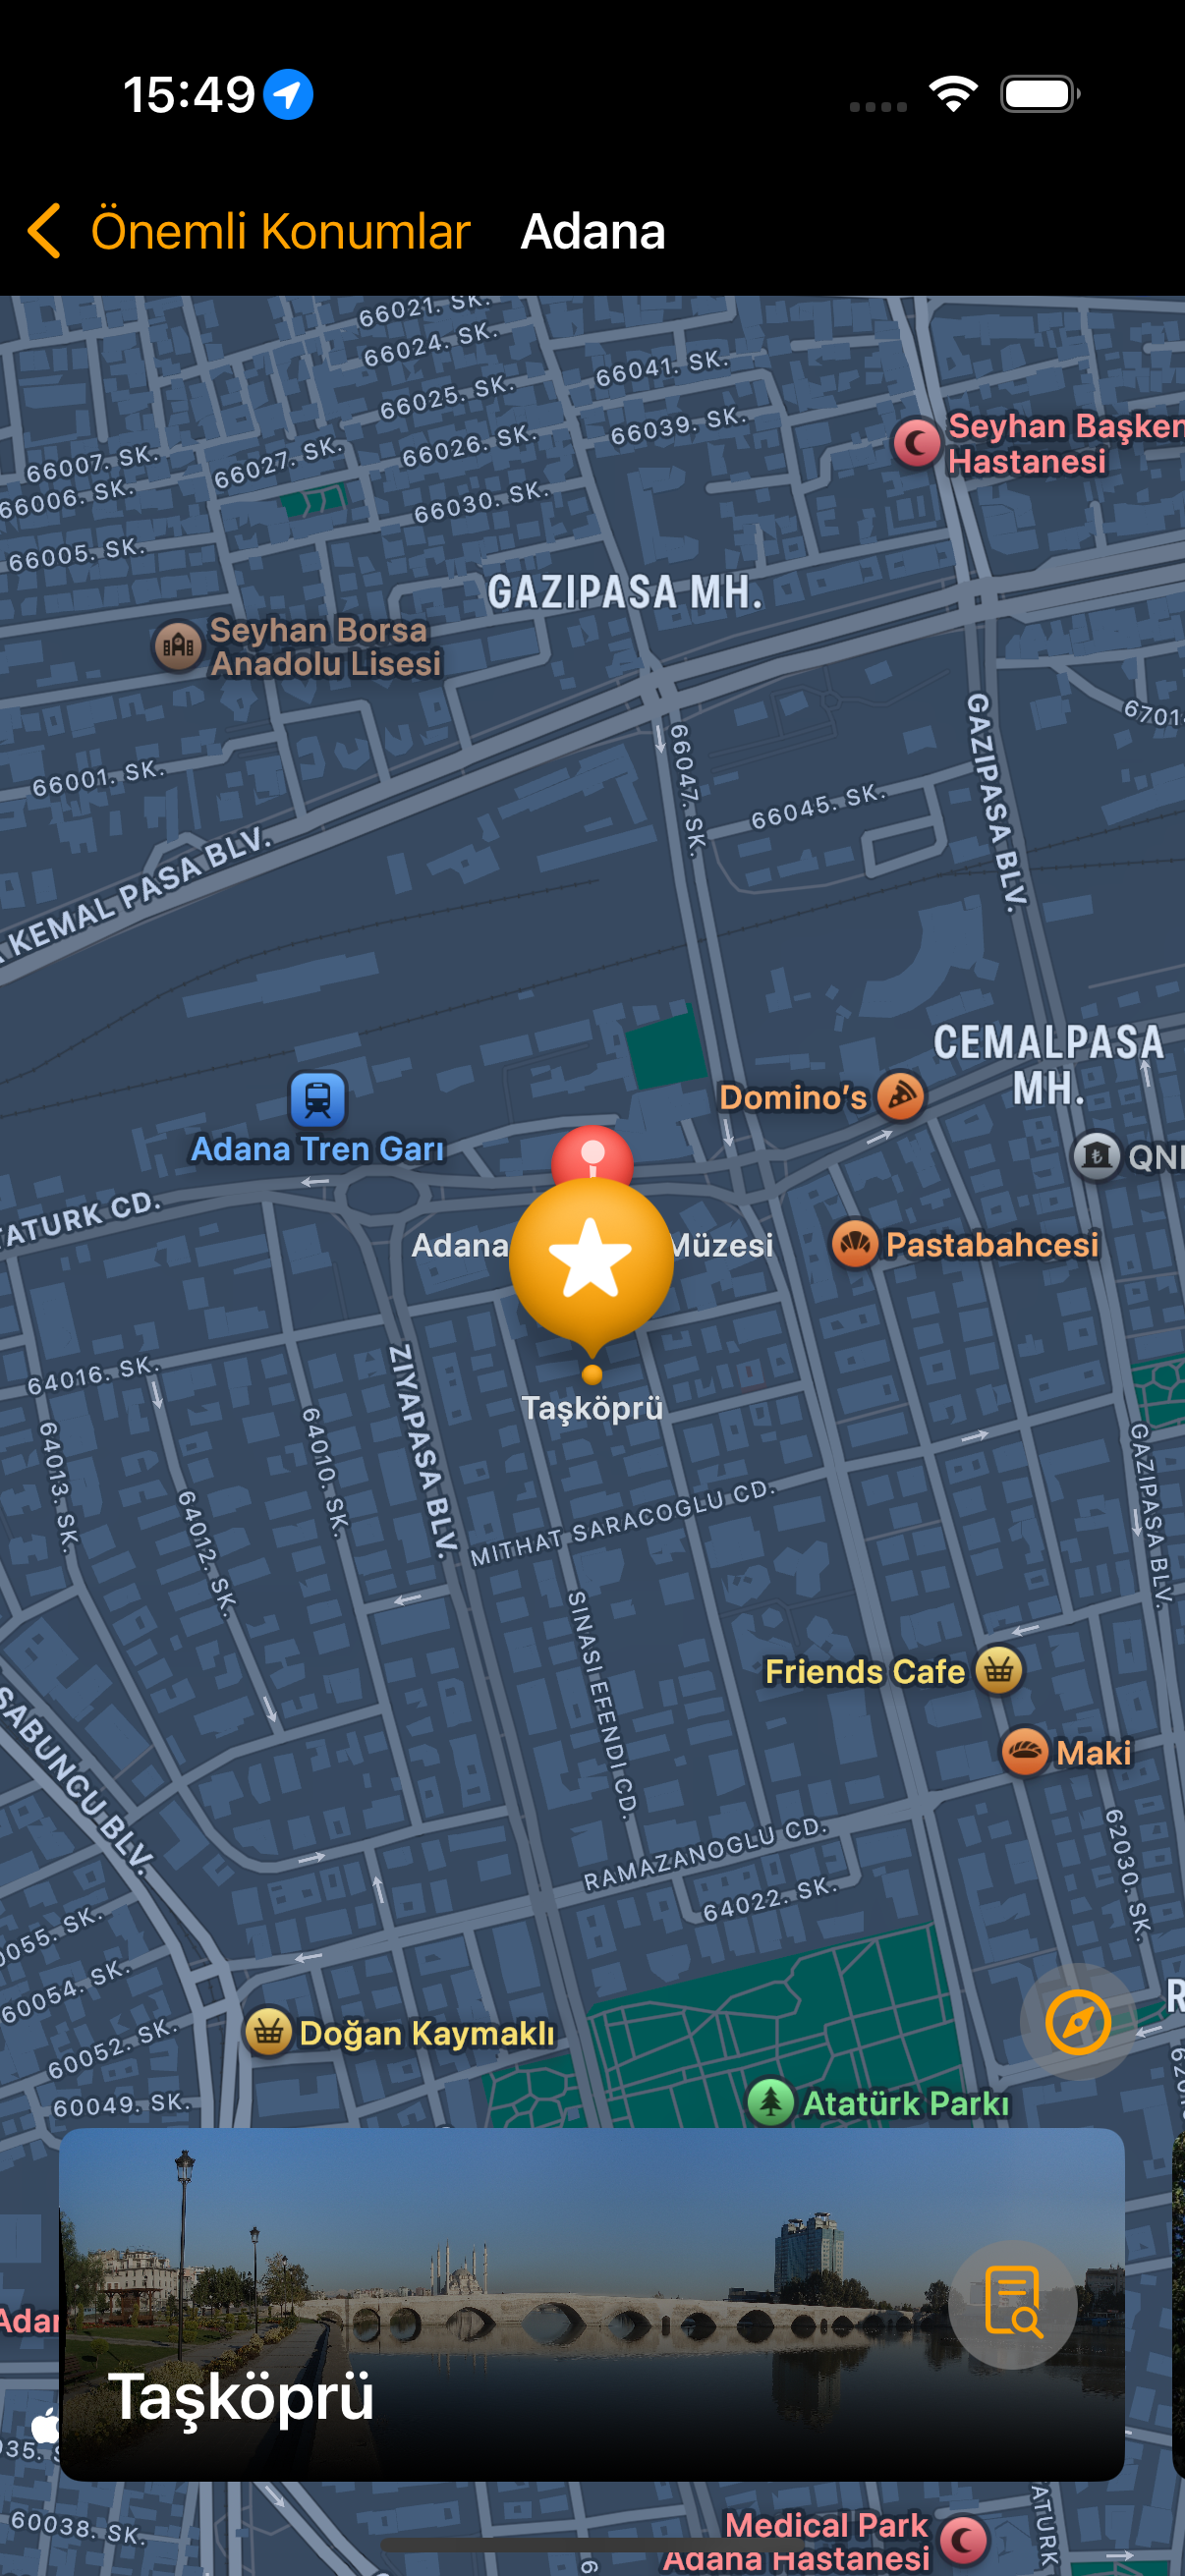 15:49
Önemli Konumlar
Adana
66021. SK.
66024. SK.
66041. SK.
66025. SK.
66039. SK.
Seyhan Başken
Hastanesi
66026. SK.
66007. SK.
66027. SK.
66006. SK.
66030. SK.
66005. SK.
GAZIPASA MH.
Seyhan Borsa
Anadolu Lisesi
GAZIPASA BLV.
6701
66047. SK.
66001. SK.
66045. SK.
KEMAL PASA BLV.
CEMALPASA
MH.
Domino's
Adana Tren Garı
QN
TATURK CD.
Adana
Müzesi
Pastabahcesi
64016. SK.
ZIYAPASA BLV.
Taşköprü
64013. SK.
64010. SK.
GAZIPASA BLV.
64012. SK.
MITHAT SARACOGLU CD.
SINASI EFENDI CD.
Friends Cafe
SABUNCU BLV.
Maki
RAMAZANOGLU CD.
62030. SK.
64022. SK.
0055. SK.
60054. SK.
R
60052. SK.
Doğan Kaymaklı
60049. SK.
Atatürk Parkı
Adan
Taşköprü
035. S
60038. SK.
ATURK
Medical Park
Adana Hastanesi